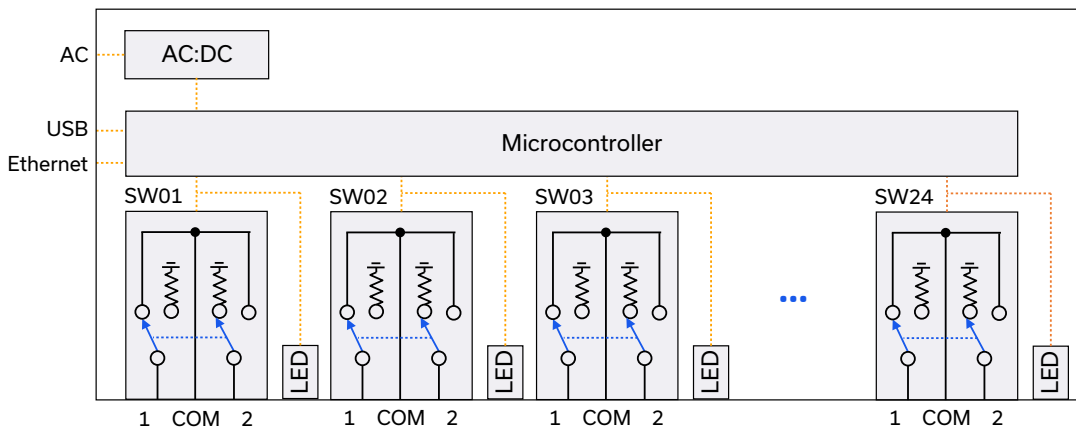 AC
AC:DC
USB
Microcontroller
Ethernet
SW01
SW02
SW03
SW24
LED
LED
LED
LED
1 COM 2
1 COM 2
1 COM 2
1 COM 2